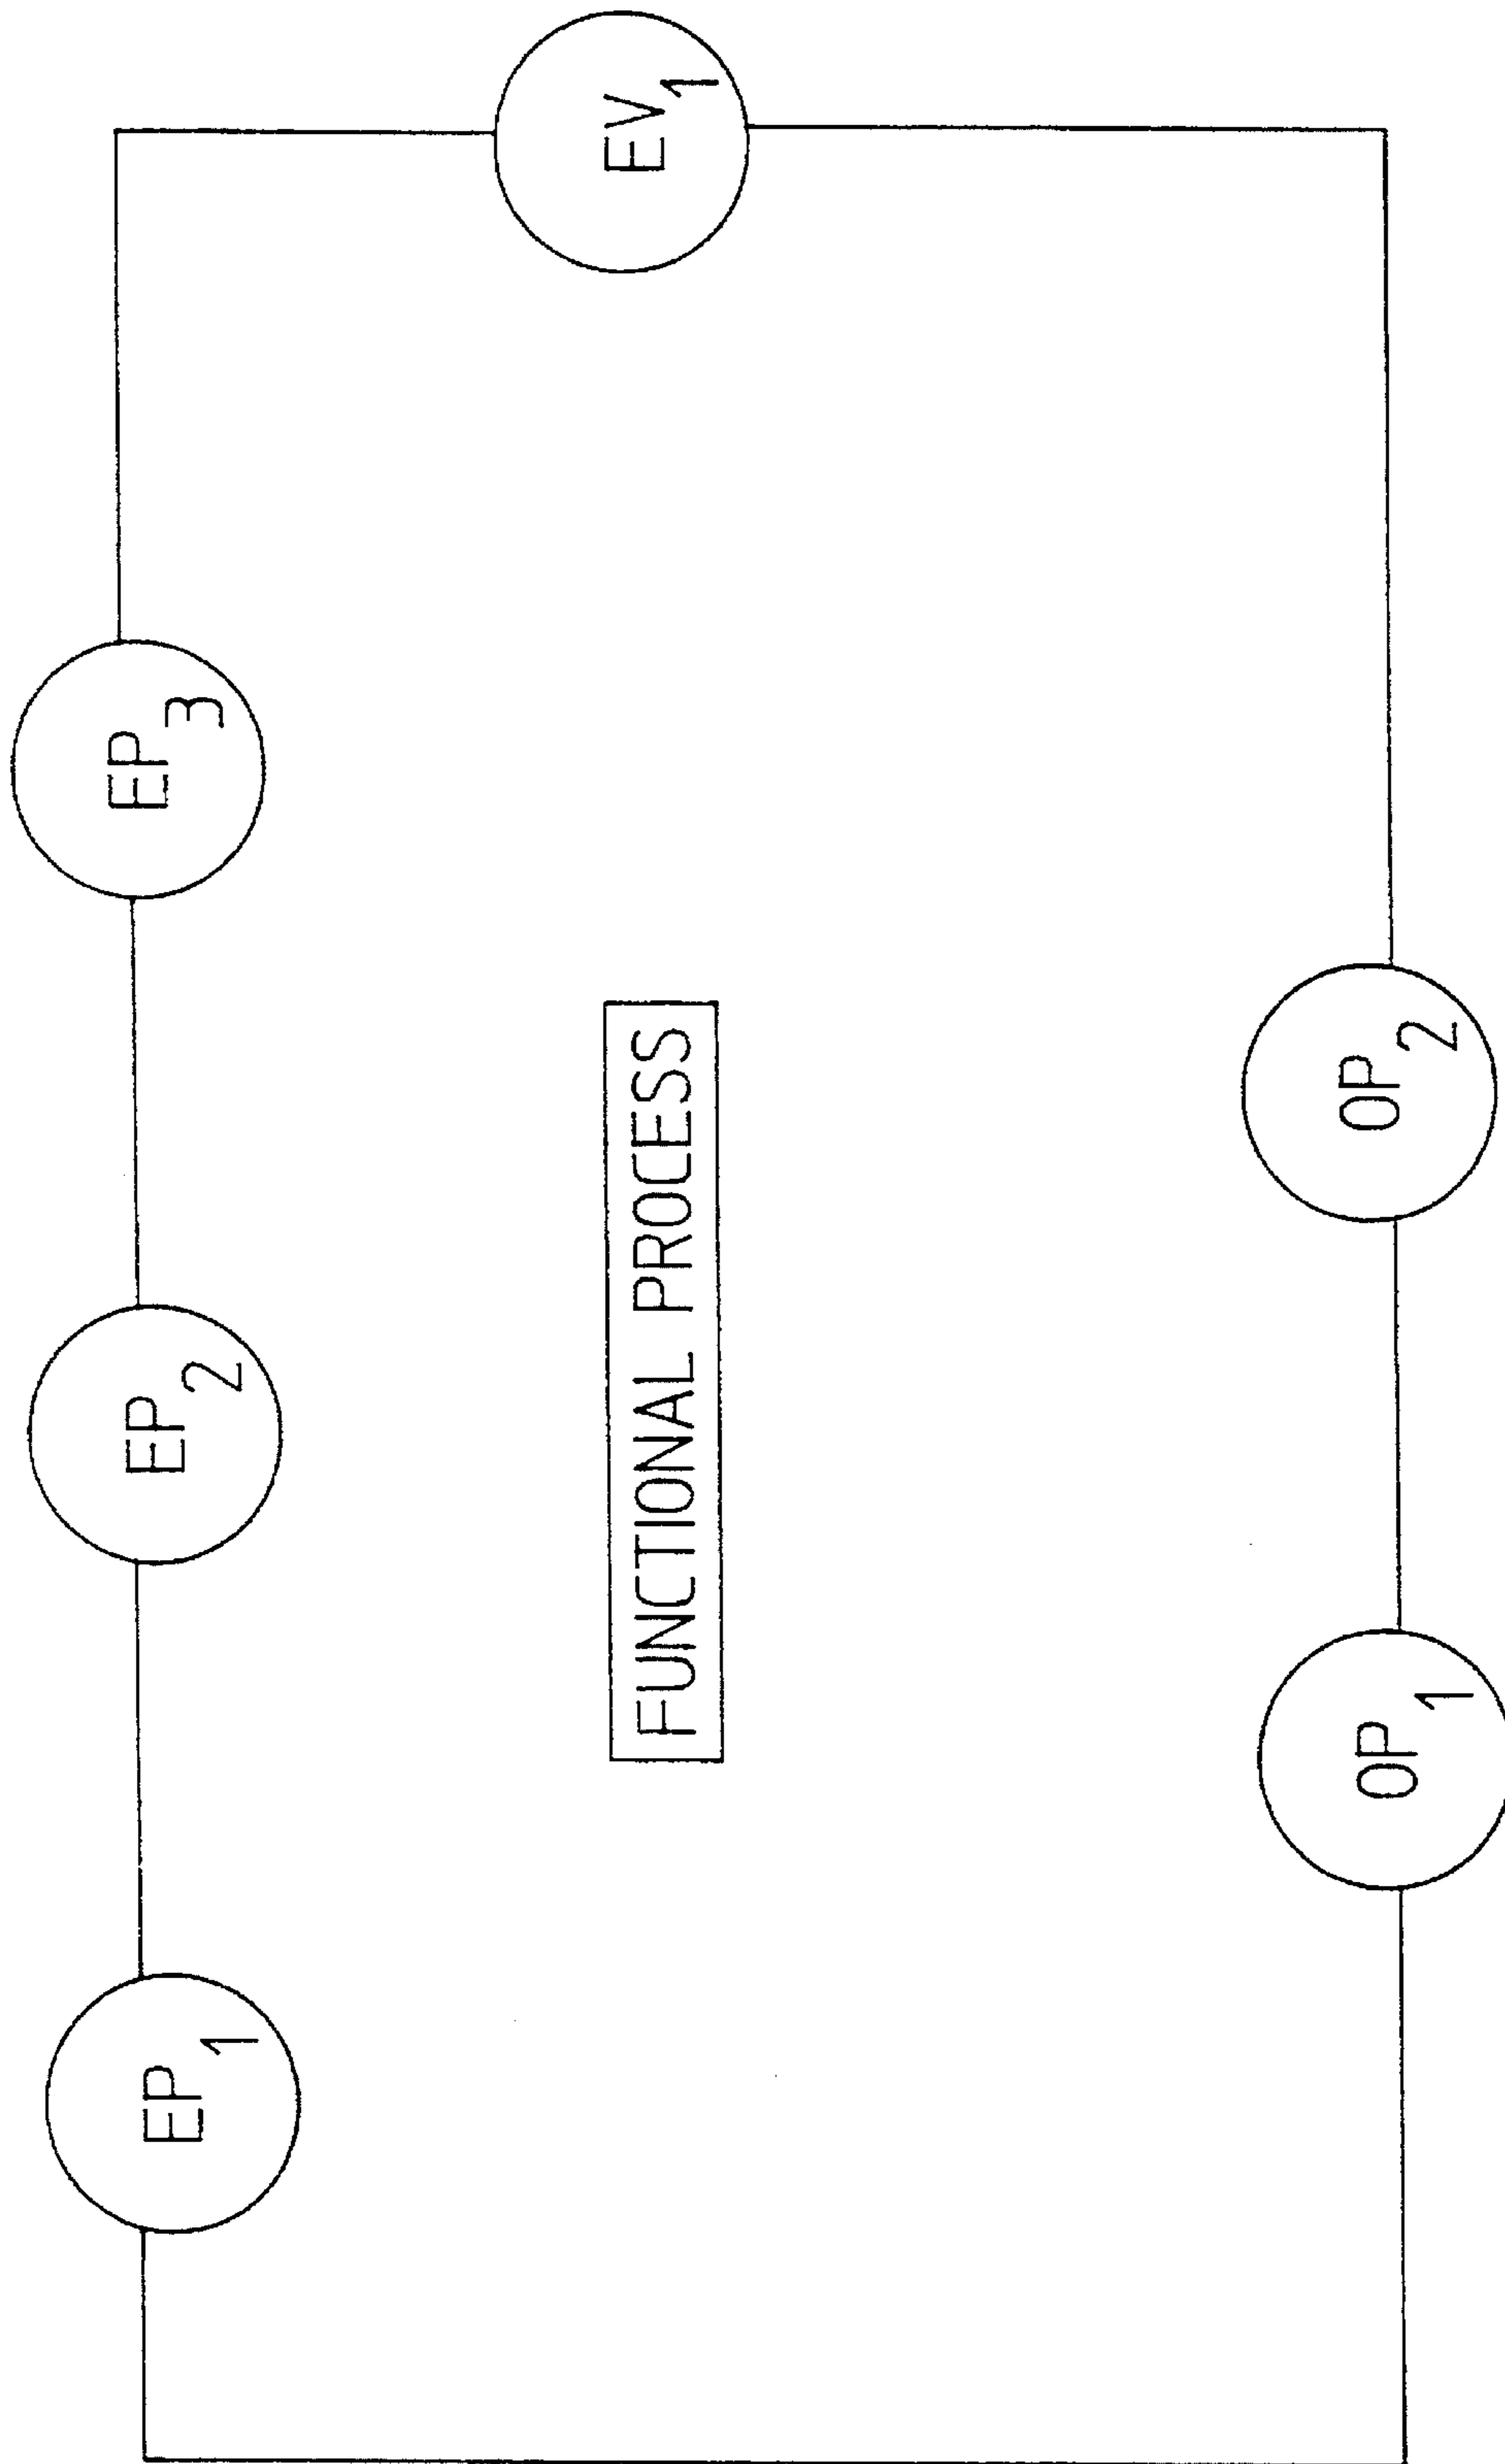 EP1
EP2
EP3
EV1
FUNCTIONAL PROCESS
OP1
OP2